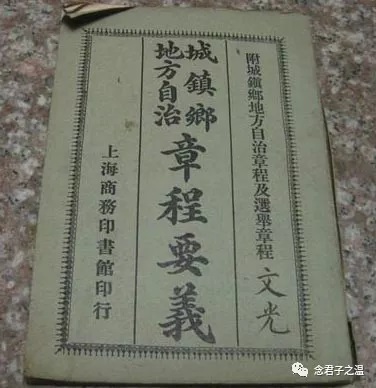 附城鎮鄉地方自治章程及選舉章程
文光
城鎮鄉
地方自治
章程要義
上海商務印書館印行
念君子之温